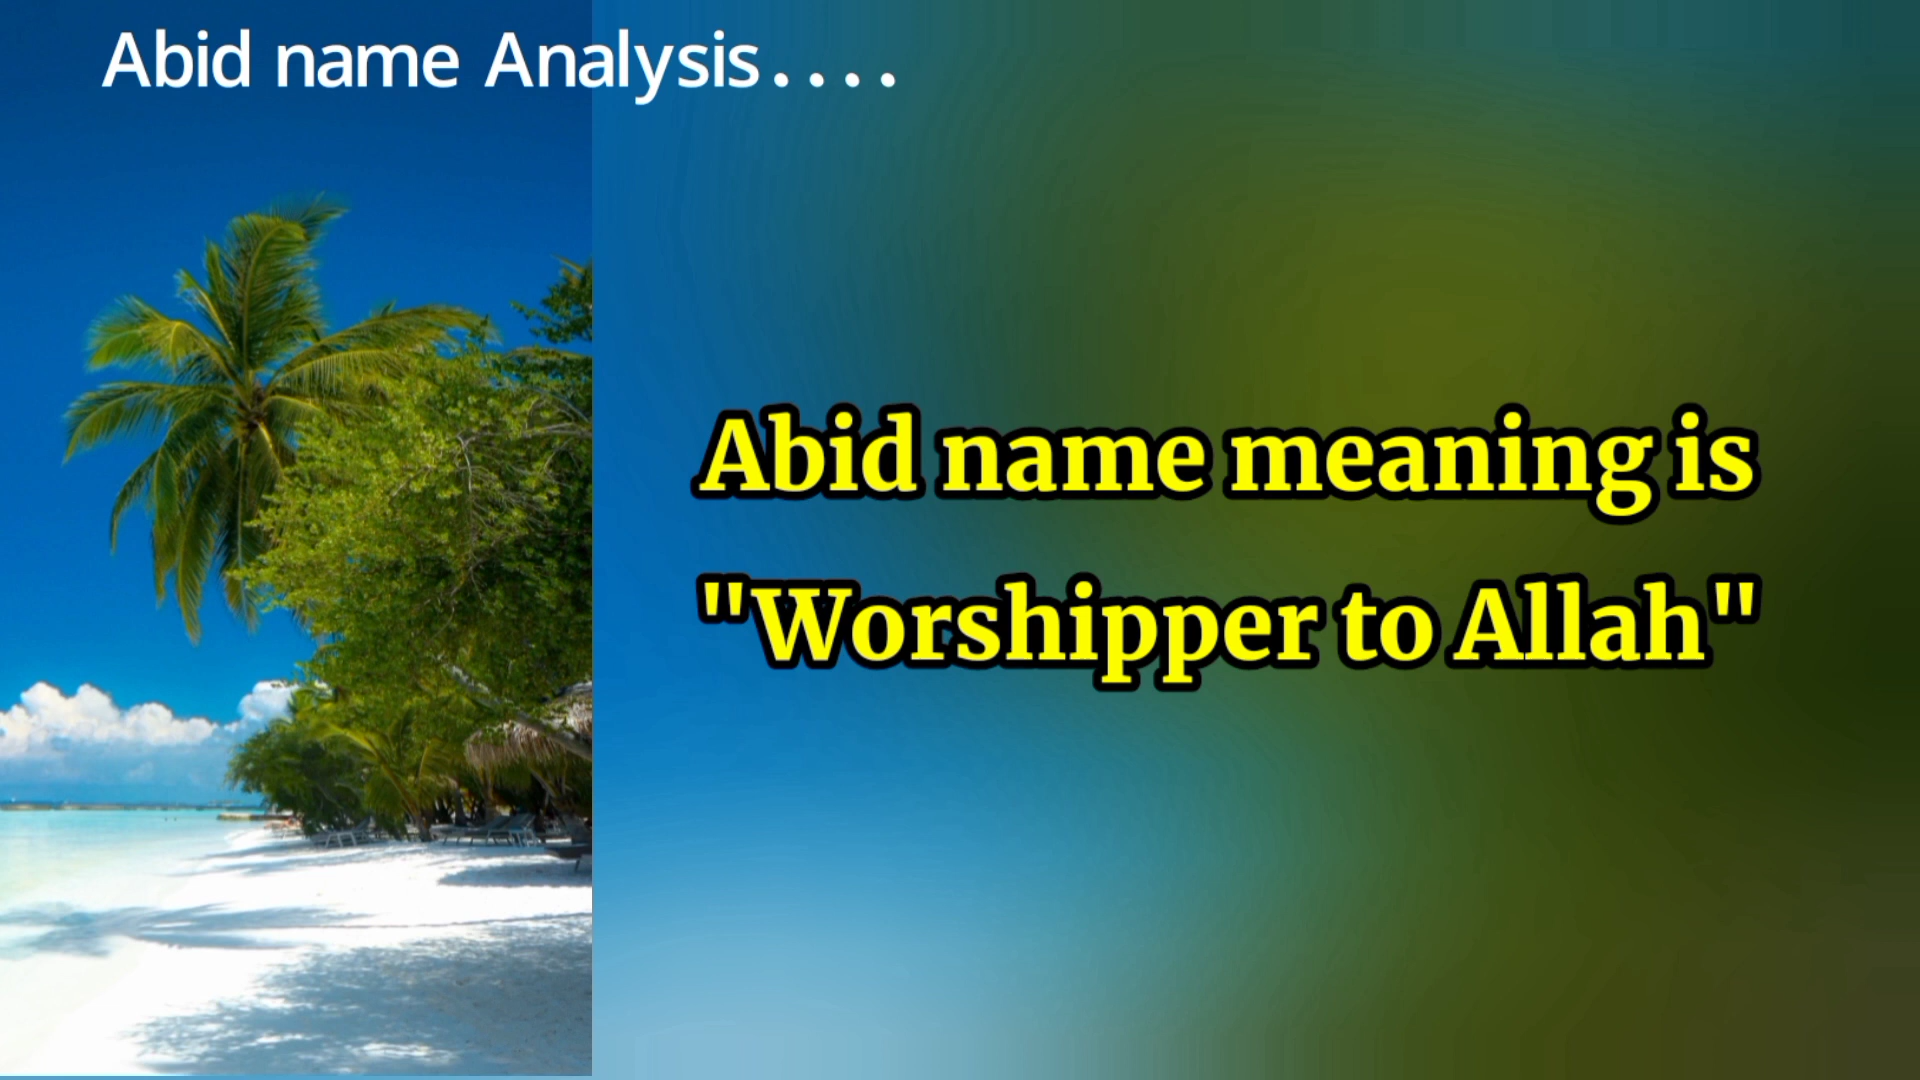 Abid name Analysis....
Abid name meaning is
"Worshipper to Allah"